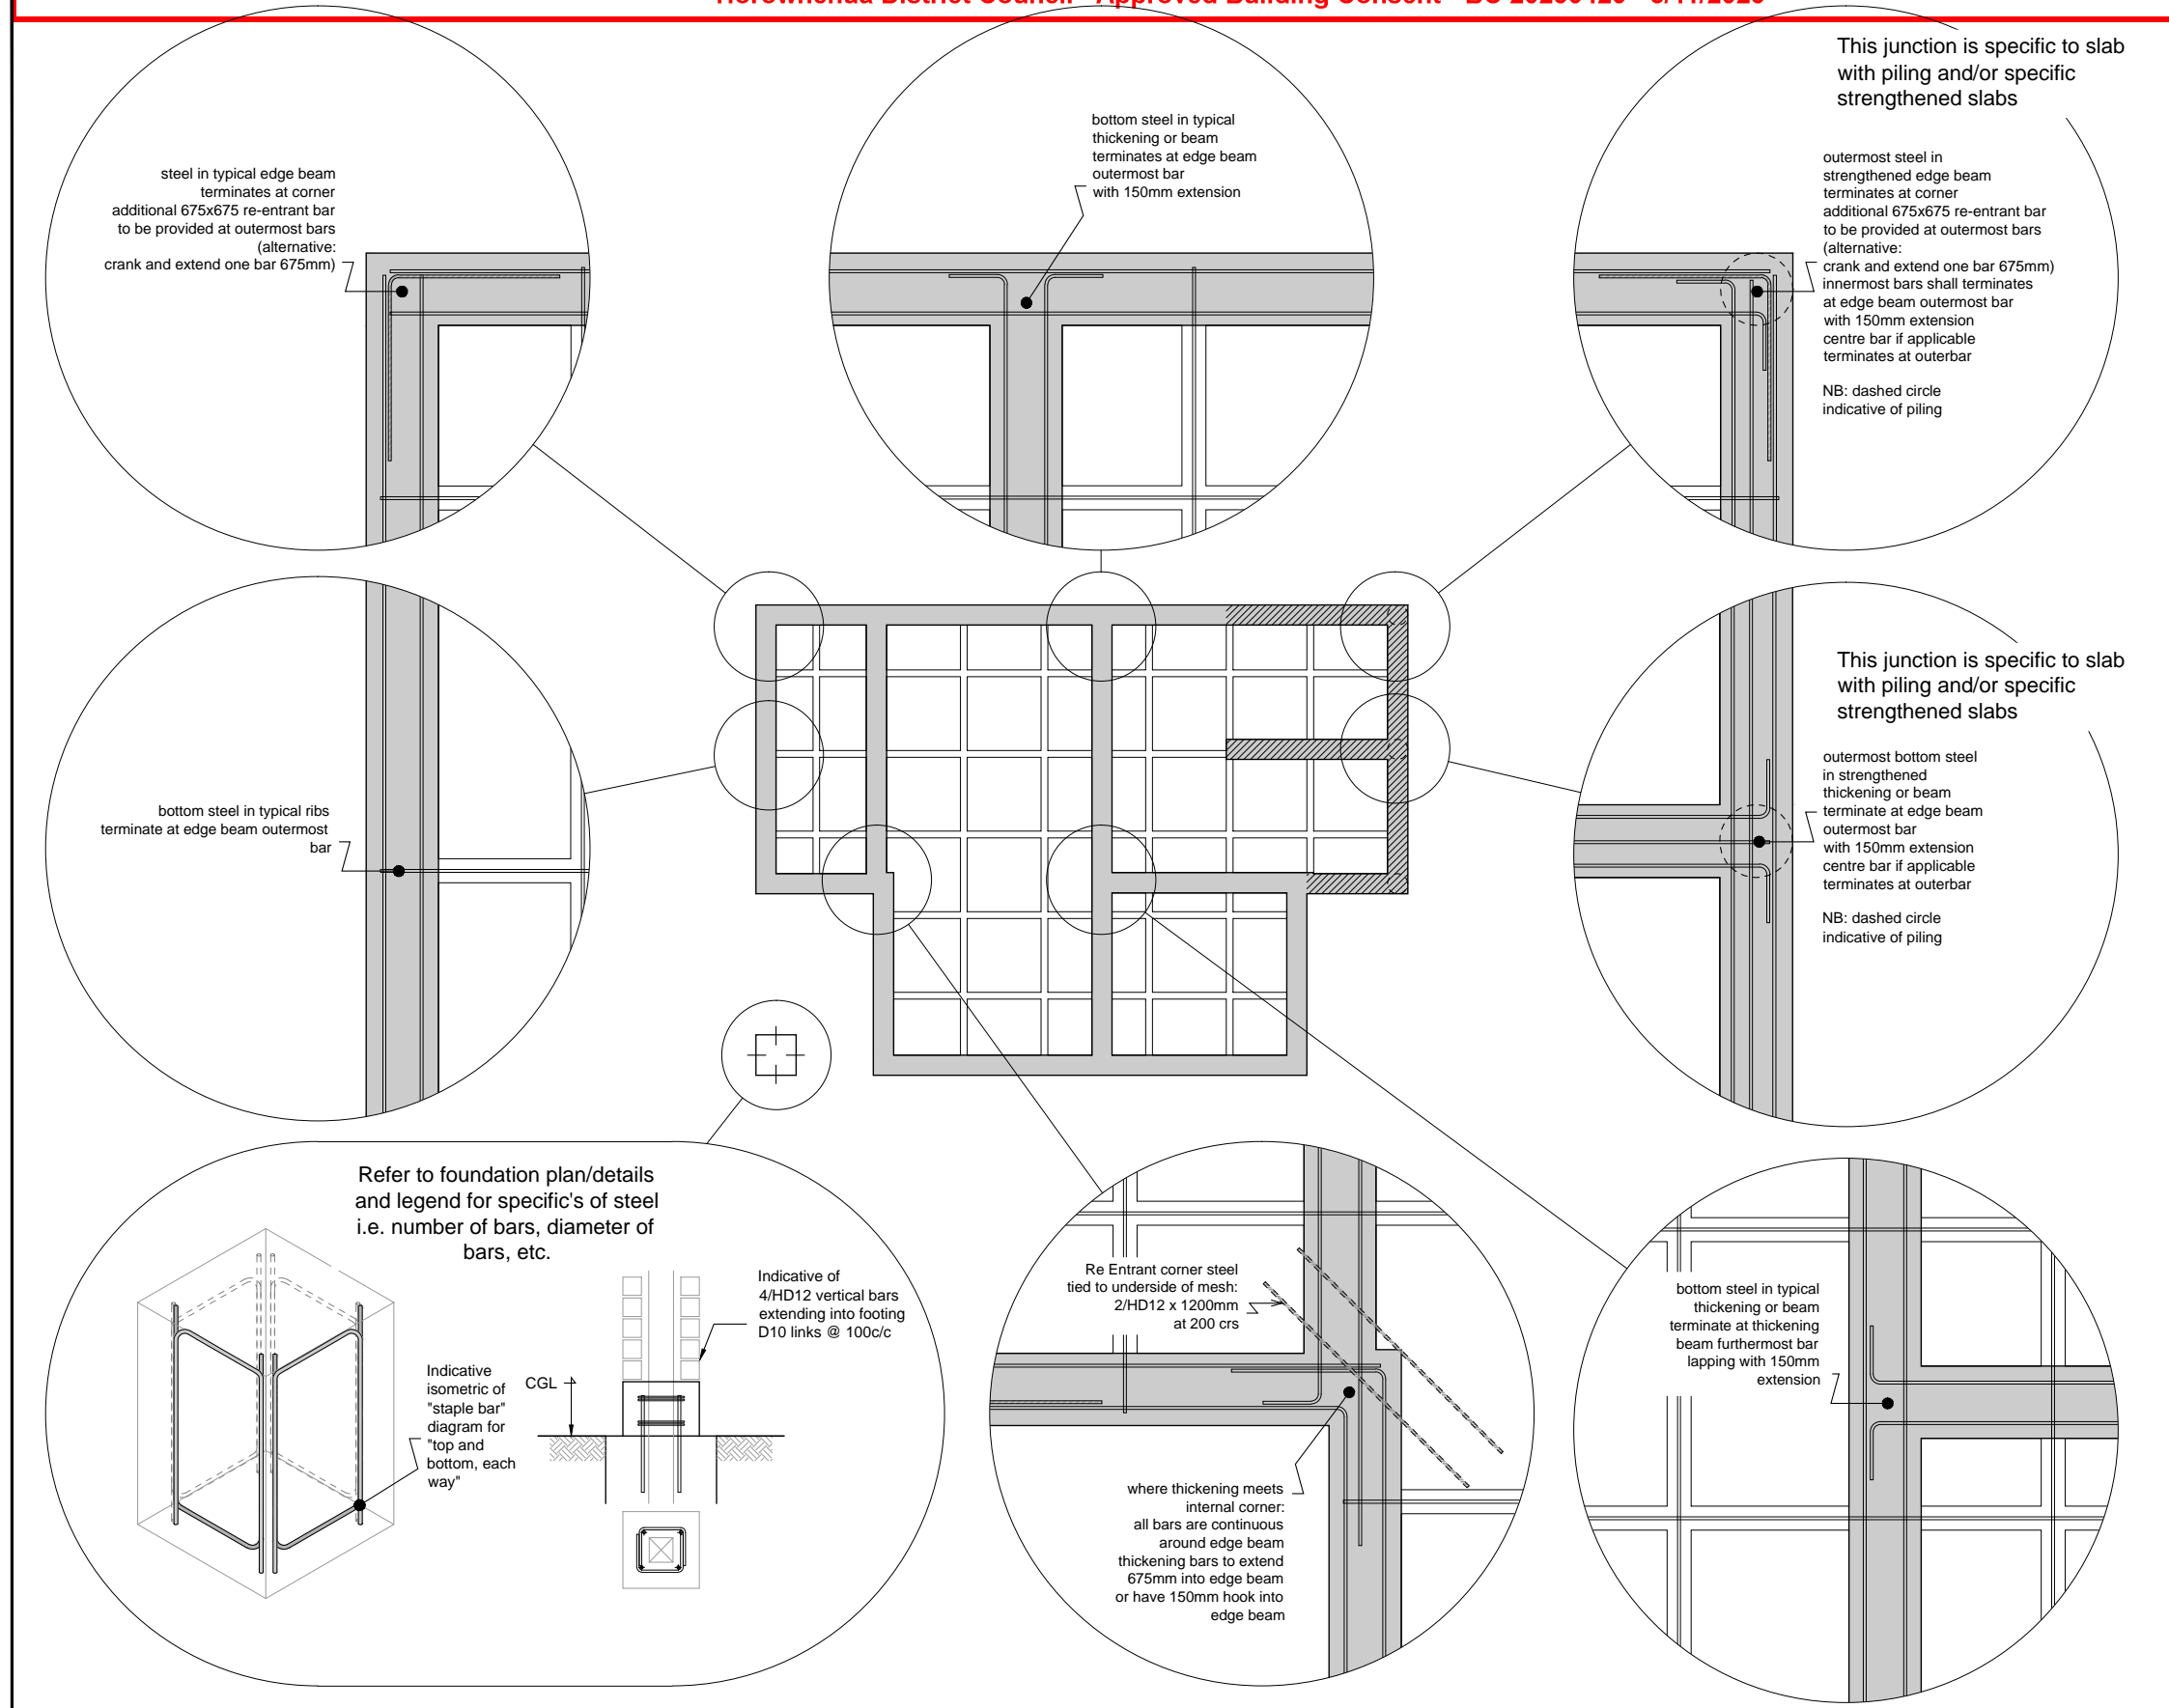 This junction is specific to slab
with piling and/or specific
strengthened slabs
steel in typical edge beam
terminates at corner
additional 675x675 re-entrant bar
to be provided at outermost bars
(alternative:
crank and extend one bar 675mm)
bottom steel in typical
thickening or beam
terminates at edge beam
outermost bar
with 150mm extension
outermost steel in
strengthened edge beam
terminates at corner
additional 675x675 re-entrant bar
to be provided at outermost bars
(alternative:
crank and extend one bar 675mm)
innermost bars shall terminates
at edge beam outermost bar
with 150mm extension
centre bar if applicable
terminates at outerbar
NB: dashed circle
indicative of piling
bottom steel in typical ribs
terminate at edge beam outermost
bar
This junction is specific to slab
with piling and/or specific
strengthened slabs
outermost bottom steel
in strengthened
thickening or beam
terminate at edge beam
outermost bar
with 150mm extension
centre bar if applicable
terminates at outerbar
NB: dashed circle
indicative of piling
Refer to foundation plan/details
and legend for specific's of steel
i.e. number of bars, diameter of
bars, etc.
Indicative of
4/HD12 vertical bars
extending into footing
D10 links @ 100c/c
Indicative
isometric of
"staple bar"
diagram for
"top and
bottom, each
way"
CGL
Re Entrant corner steel
tied to underside of mesh:
2/HD12 x 1200mm
at 200 crs
where thickening meets
internal corner:
all bars are continuous
around edge beam
thickening bars to extend
675mm into edge beam
or have 150mm hook into
edge beam
bottom steel in typical
thickening or beam
terminate at thickening
beam furthermost bar
lapping with 150mm
extension